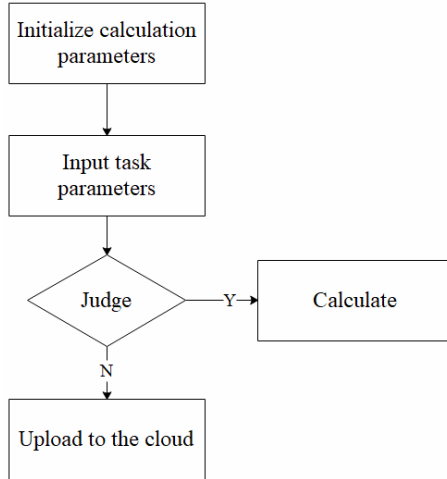 Initialize calculation
parameters
Input task
parameters
Judge
Y
Calculate
N
Upload to the cloud